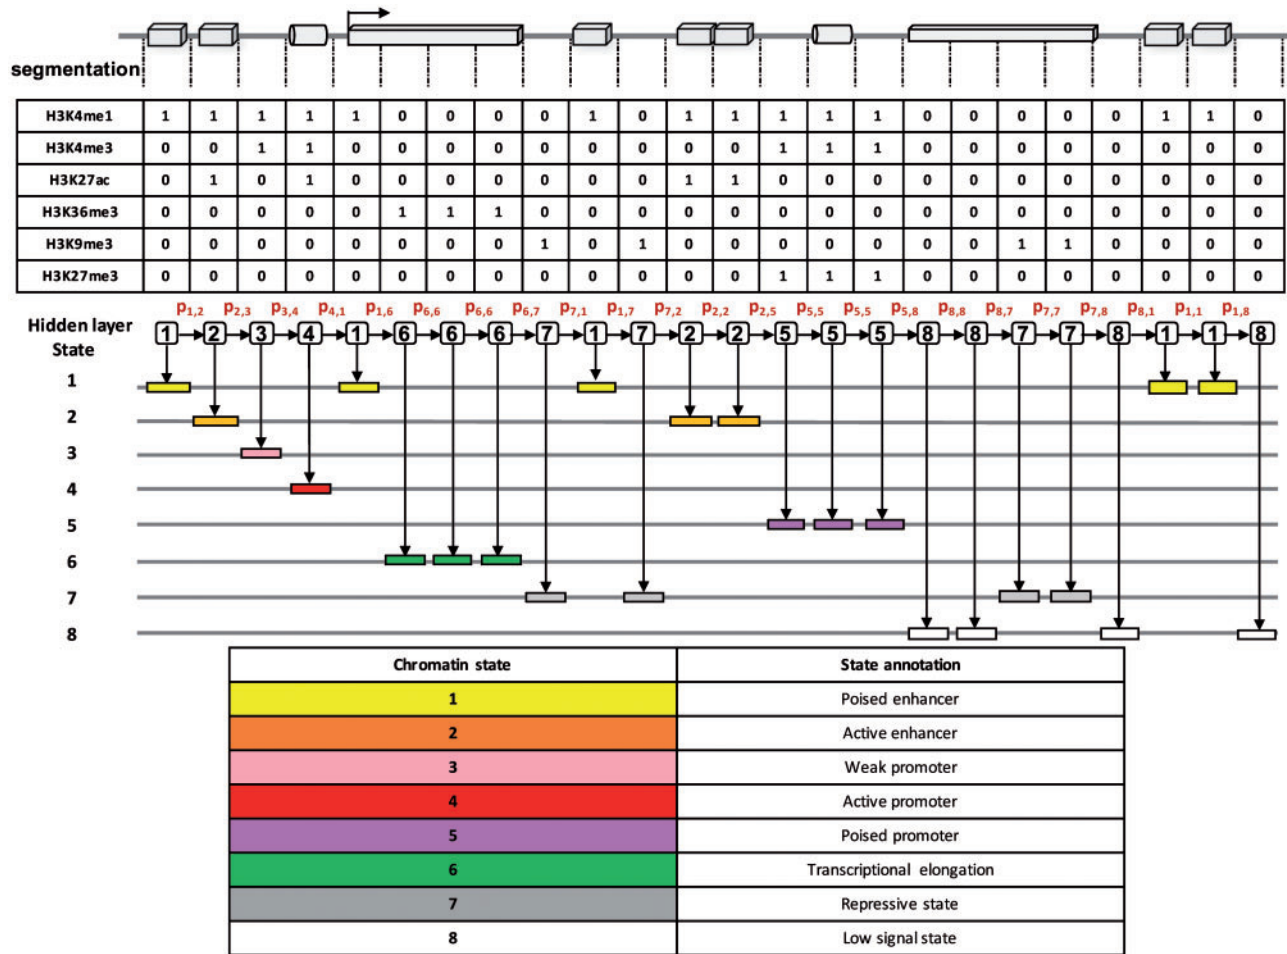 segmentation
H3K4me1 1 1 1 1 1 0 0 0 0 1 0 1 1 1 1 1 0 0 0 0 0 1 1 0
H3K4me3 0 0 1 1 0 0 0 0 0 0 0 0 0 1 1 1 0 0 0 0 0 0 0 0
H3K27ac 0 1 0 1 0 0 0 0 0 0 0 1 1 0 0 0 0 0 0 0 0 0 0 0
H3K36me3 0 0 0 0 0 1 1 1 0 0 0 0 0 0 0 0 0 0 0 0 0 0 0 0
H3K9me3 0 0 0 0 0 0 0 0 1 0 1 0 0 0 0 0 0 0 1 1 0 0 0 0
H3K27me3 0 0 0 0 0 0 0 0 0 0 0 0 0 1 1 1 0 0 0 0 0 0 0 0
p1,2 p2,3 p3,4 p4,1 p1,6 p6,6 p6,6 p6,7 p7,1 p1,7 p7,2 p2,2 p2,5 p5,5 p5,5 p5,8 p8,8 p8,7 p7,7 p7,8 p8,1 p1,1 p1,8
Hidden layer
State
1 2 3 4 1 6 6 6 7 1 7 2 2 5 5 5 8 8 7 7 8 1 1 8
1
2
3
4
5
6
7
8
Chromatin state State annotation
1 Poised enhancer
2 Active enhancer
3 Weak promoter
4 Active promoter
5 Poised promoter
6 Transcriptional elongation
7 Repressive state
8 Low signal state